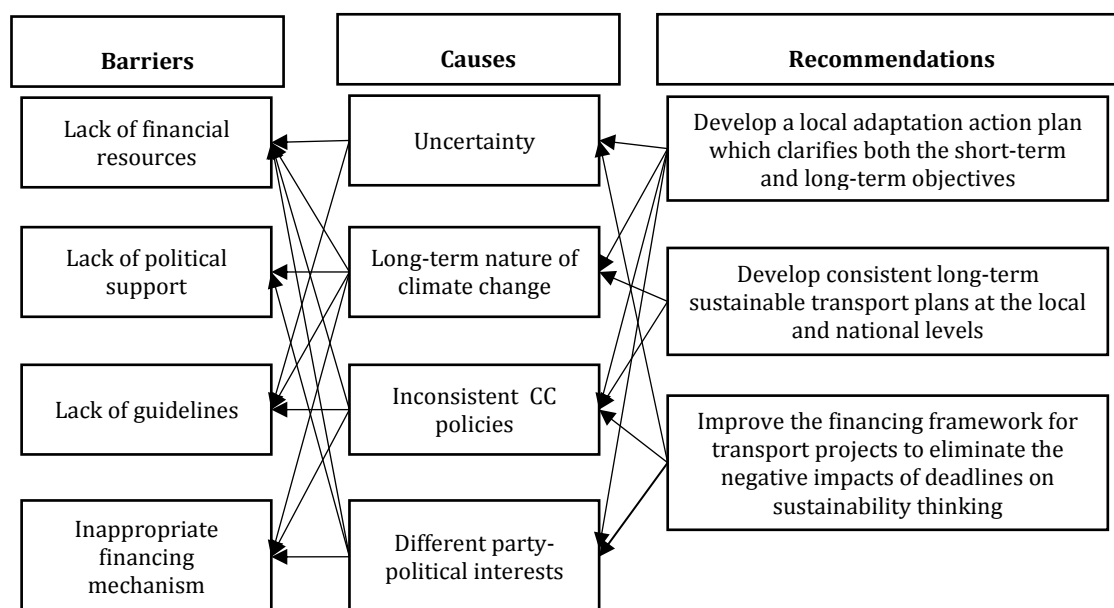 Barriers
Causes
Recommendations
Lack of financial
resources
Uncertainty
Develop a local adaptation action plan
which clarifies both the short-term
and long-term objectives
Lack of political
support
Long-term nature of
climate change
Develop consistent long-term
sustainable transport plans at the local
and national levels
Lack of guidelines
Inconsistent CC
policies
Improve the financing framework for
transport projects to eliminate the
negative impacts of deadlines on
sustainability thinking
Inappropriate
financing
mechanism
Different party-
political interests